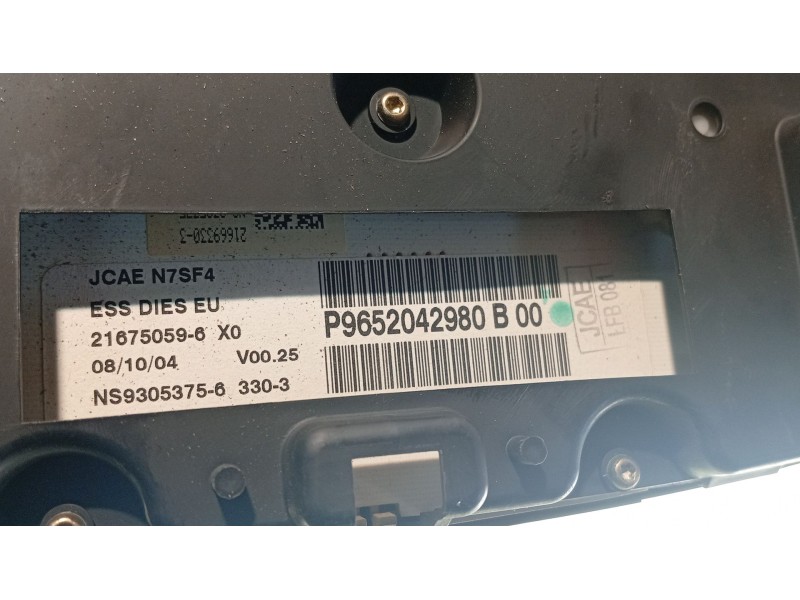 21669330-3
JCAE N7SF4
ESS DIES EU
21675059-6 X0
08/10/04 V00.25
NS9305375-6 330-3
P9652042980 B 00
JCAE
EFB 081